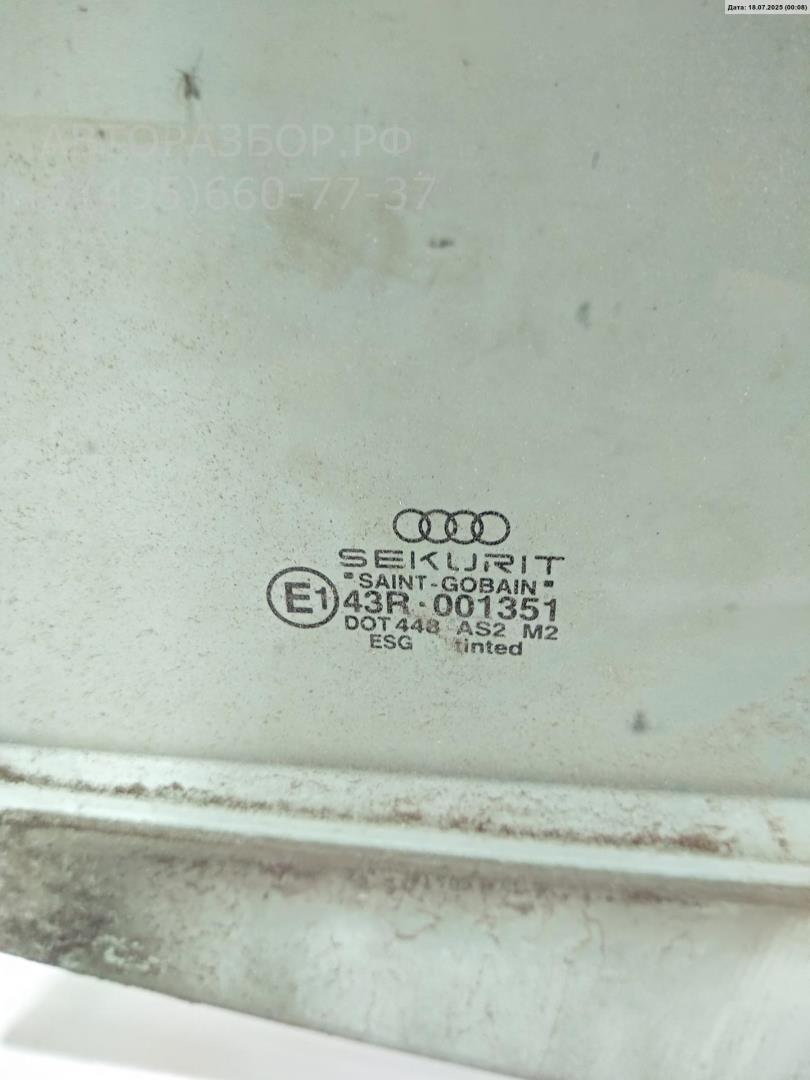 Дата: 18.07.2025 (00:08)
АВТОРАЗБОР.РФ
(495)660-77-37
SEKURIT
"SAINT-GOBAIN"
E1 43R-001351
DOT 448 AS2 M2
ESG tinted